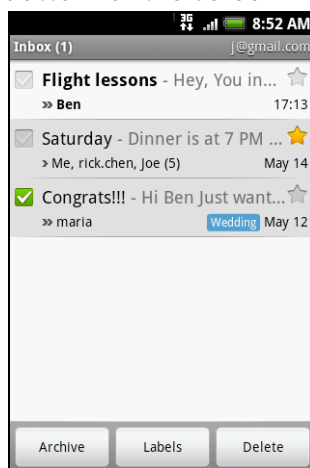 3G 8:52 AM
Inbox (1) j@gmail.com
Flight lessons - Hey, You in...
» Ben 17:13
Saturday - Dinner is at 7 PM ...
› Me, rick.chen, Joe (5) May 14
Congrats!!! - Hi Ben Just want...
» maria Wedding May 12
Archive Labels Delete